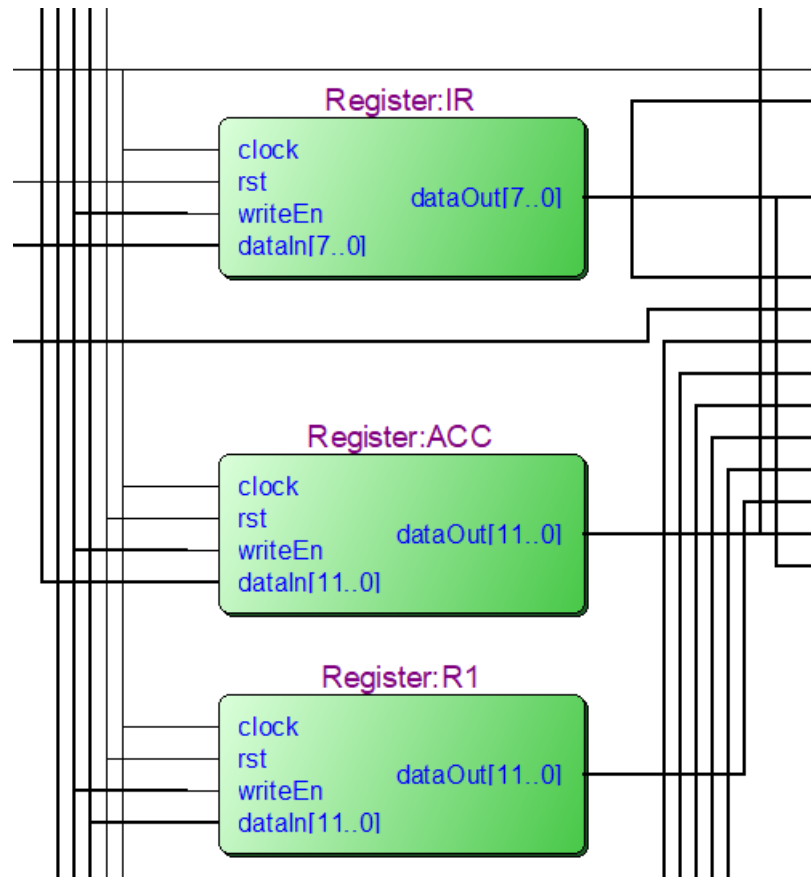 Register:IR
clock
rst
writeEn
dataIn[7..0]
dataOut[7..0]
Register:ACC
clock
rst
writeEn
dataIn[11..0]
dataOut[11..0]
Register:R1
clock
rst
writeEn
dataIn[11..0]
dataOut[11..0]